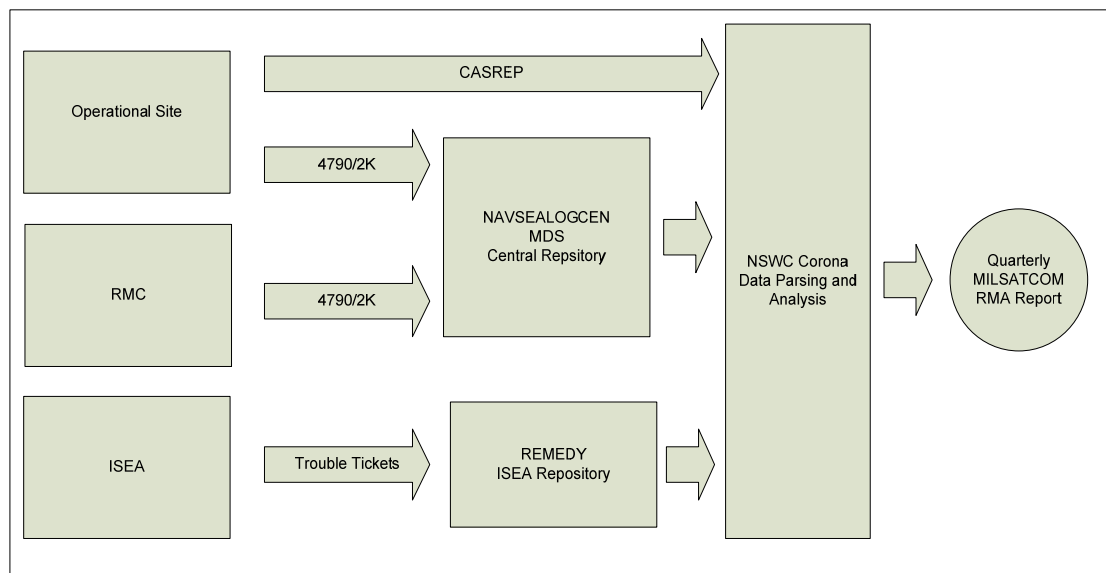 Operational Site
CASREP
4790/2K
NAVSEALOGCEN
MDS
Central Repsitory
RMC
4790/2K
NSWC Corona
Data Parsing and
Analysis
Quarterly
MILSATCOM
RMA Report
ISEA
Trouble Tickets
REMEDY
ISEA Repository